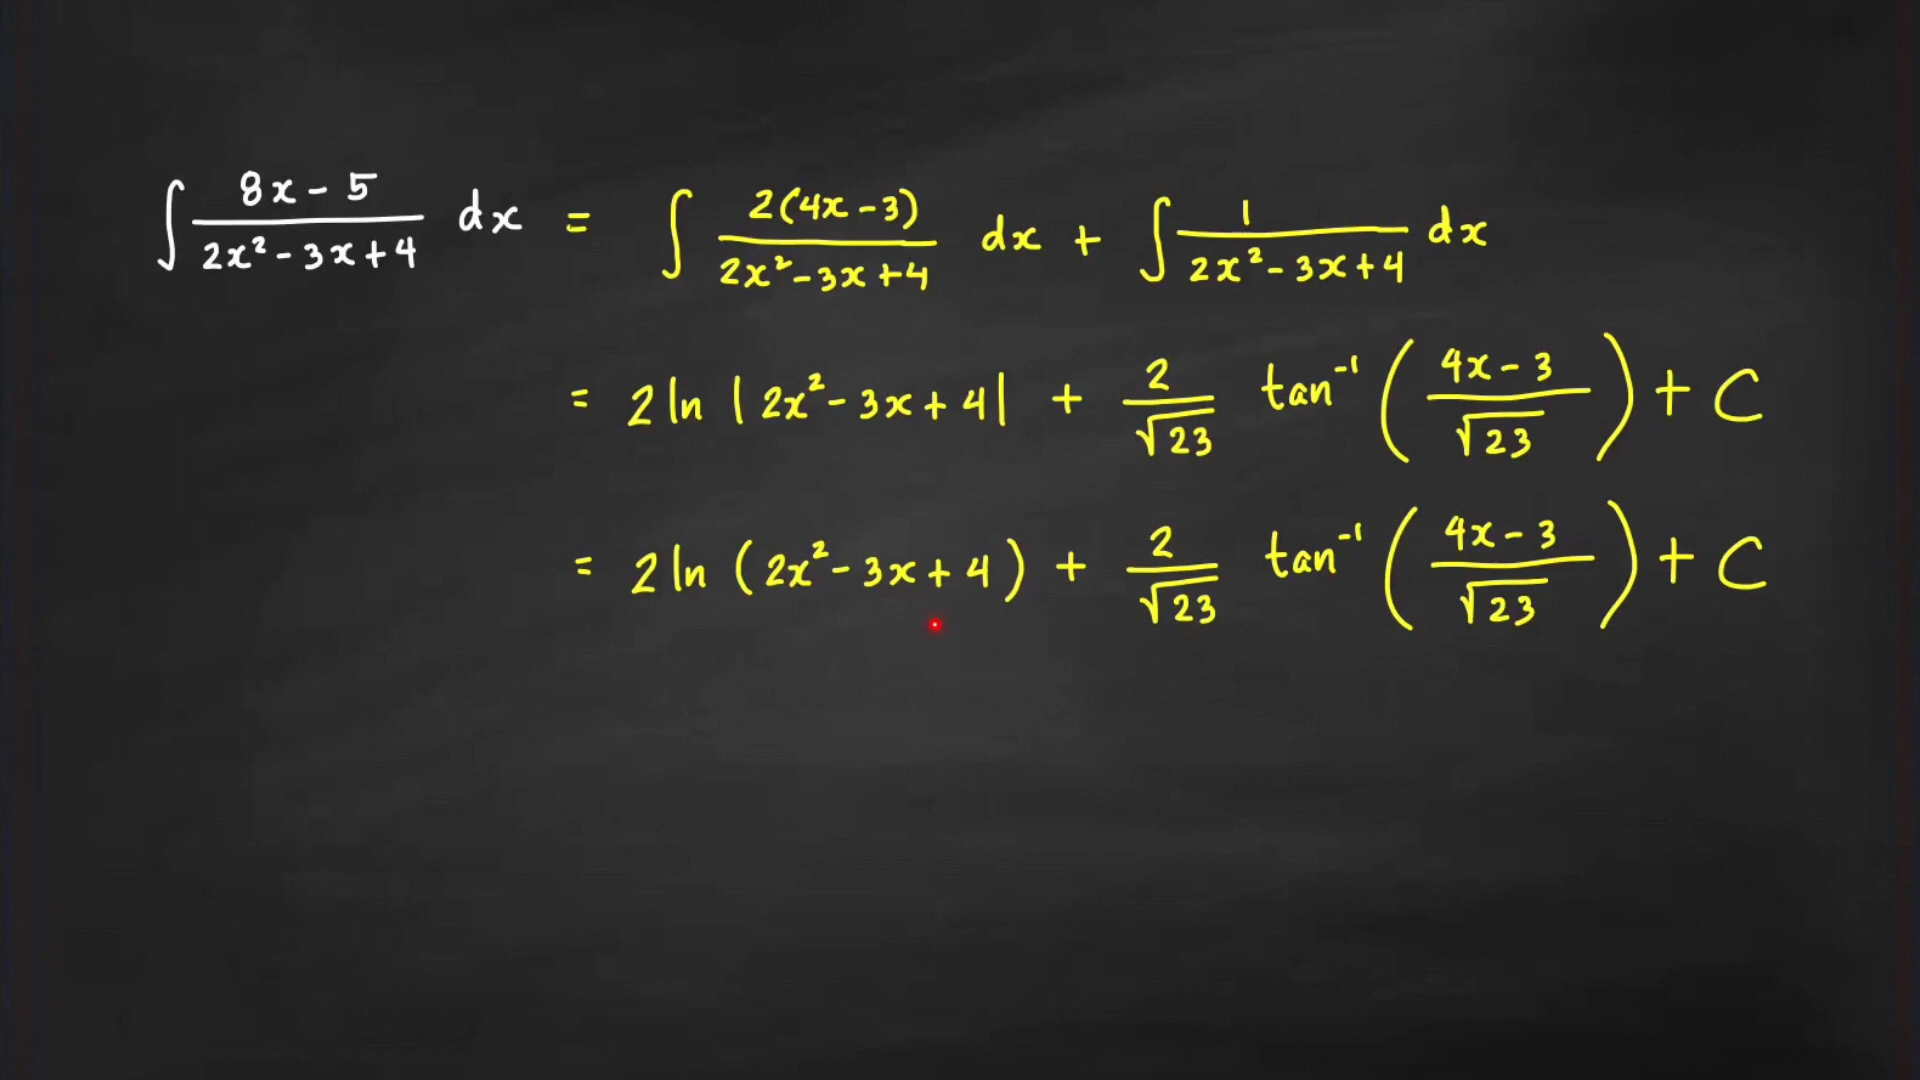 ∫ (8x - 5)/(2x² - 3x + 4) dx = ∫ 2(4x - 3)/(2x² - 3x + 4) dx + ∫ 1/(2x² - 3x + 4) dx
= 2 ln |2x² - 3x + 4| + 2/√23 tan⁻¹ ((4x - 3)/√23) + C
= 2 ln (2x² - 3x + 4) + 2/√23 tan⁻¹ ((4x - 3)/√23) + C